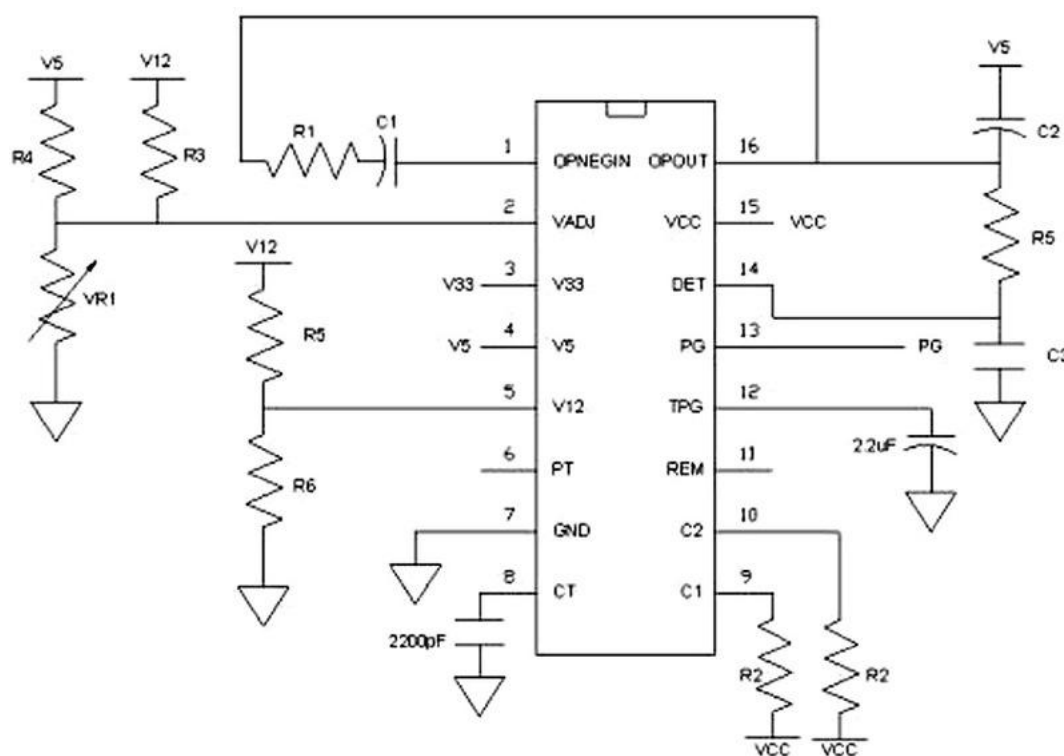 V5
V12
V5
R4
R3
R1
C1
1
OPNEGIN
OPOUT
16
C2
2
VADJ
VCC
15
VCC
R5
V12
VR1
V33
3
V33
DET
14
R5
V5
4
V5
PG
13
PG
5
V12
TPG
12
2.2uF
R6
6
PT
REM
11
7
GND
C2
10
8
CT
C1
9
2200pF
R2
R2
VCC
VCC